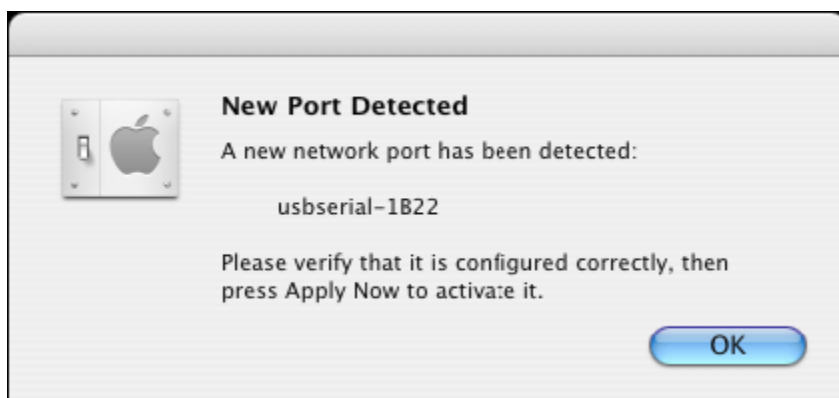 New Port Detected
A new network port has been detected:
usbserial-1B22
Please verify that it is configured correctly, then
press Apply Now to activate it.
OK